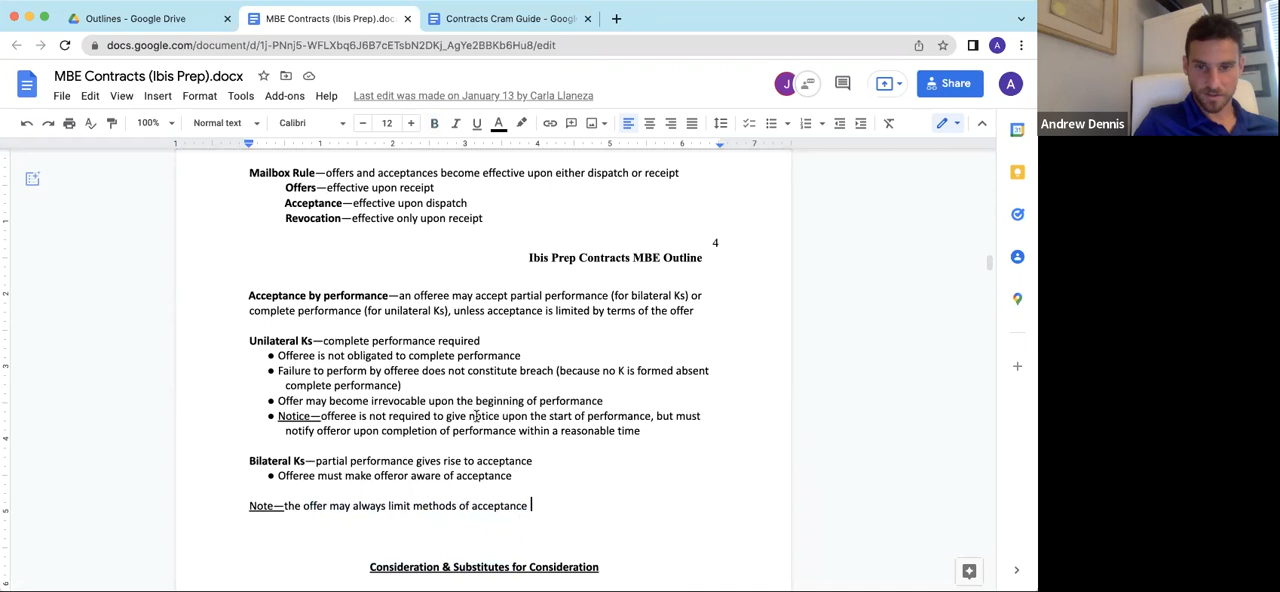 Outlines - Google Drive
MBE Contracts (Ibis Prep).doc
Contracts Cram Guide - Google
docs.google.com/document/d/1j-PNnj5-WFLXbq6J6B7cETsbN2DKj_AgYe2BBKb6Hu8/edit
A
MBE Contracts (Ibis Prep).docx
File Edit View Insert Format Tools Add-ons Help Last edit was made on January 13 by Carla Llaneza
J
Share
A
Andrew Dennis
100% Normal text Calibri 12 B I U A
1 1 2 3 4 5 6 7
Mailbox Rule—offers and acceptances become effective upon either dispatch or receipt
Offers—effective upon receipt
Acceptance—effective upon dispatch
Revocation—effective only upon receipt
4
Ibis Prep Contracts MBE Outline
Acceptance by performance—an offeree may accept partial performance (for bilateral Ks) or
complete performance (for unilateral Ks), unless acceptance is limited by terms of the offer
Unilateral Ks—complete performance required
● Offeree is not obligated to complete performance
● Failure to perform by offeree does not constitute breach (because no K is formed absent
complete performance)
● Offer may become irrevocable upon the beginning of performance
● Notice—offeree is not required to give notice upon the start of performance, but must
notify offeror upon completion of performance within a reasonable time
Bilateral Ks—partial performance gives rise to acceptance
● Offeree must make offeror aware of acceptance
Note—the offer may always limit methods of acceptance
Consideration & Substitutes for Consideration